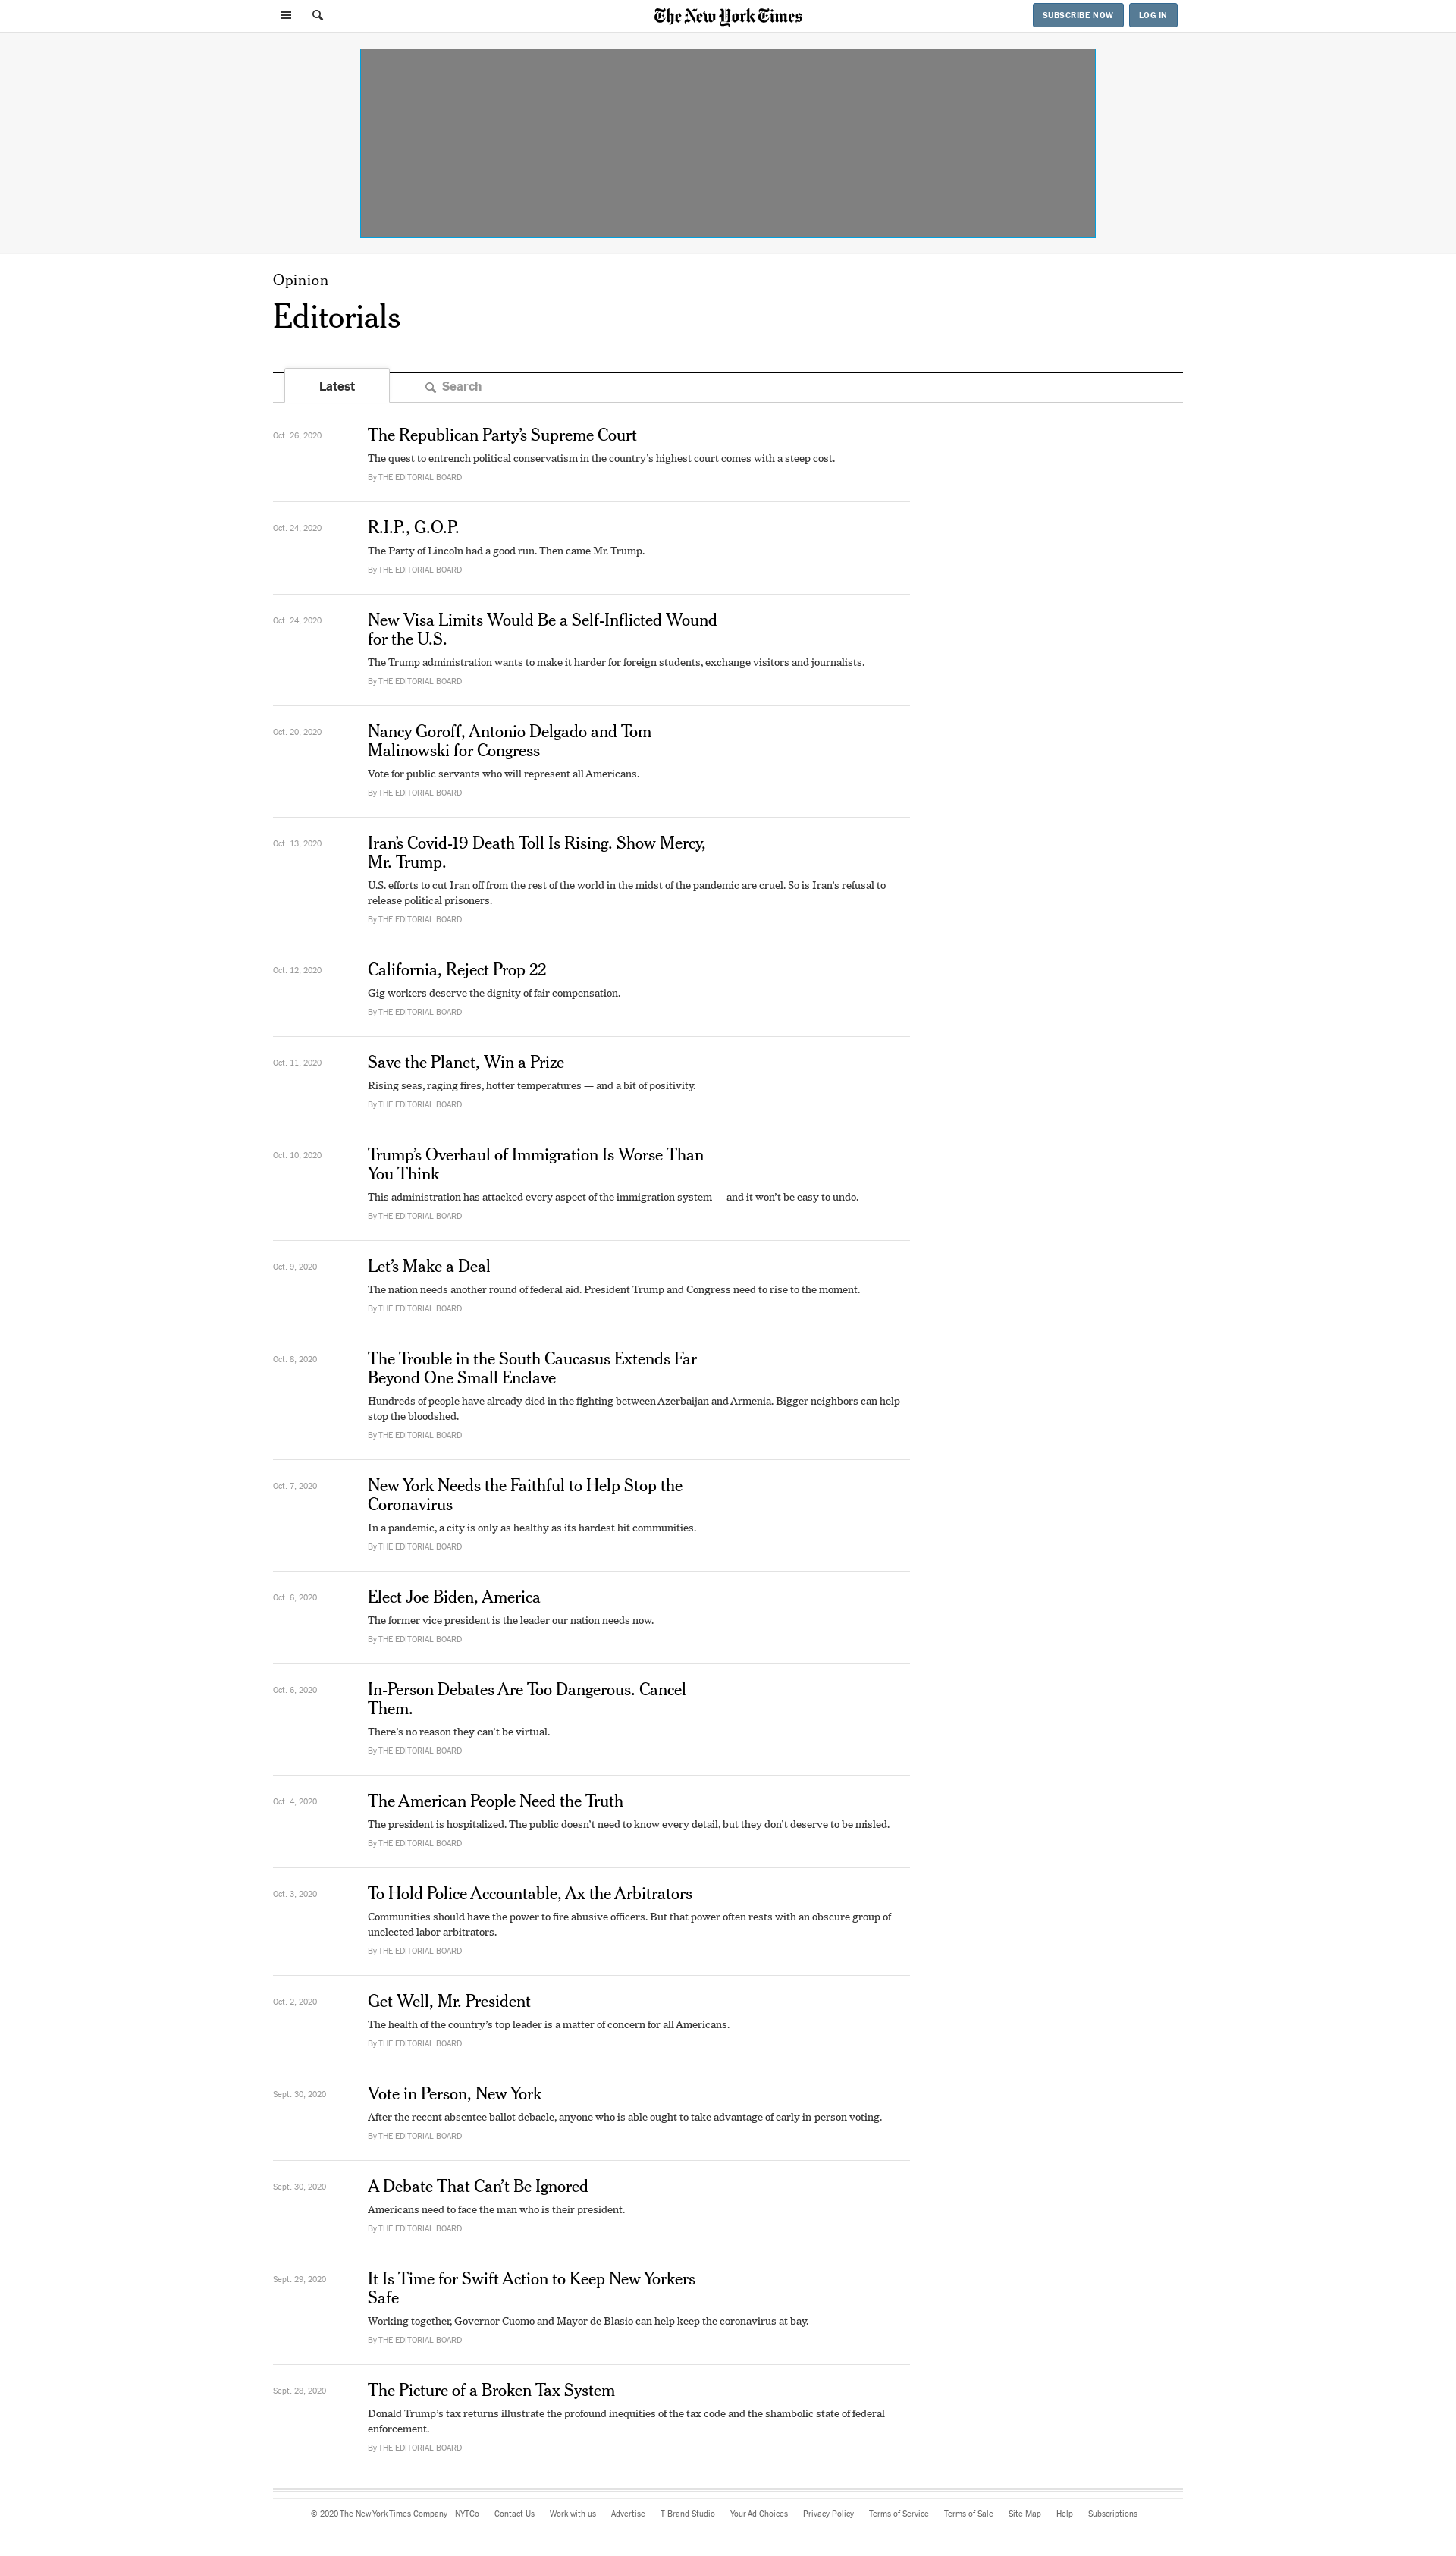 The New York Times
SUBSCRIBE NOW
LOG IN
Opinion
Editorials
Latest
Search
Oct. 26, 2020
The Republican Party’s Supreme Court
The quest to entrench political conservatism in the country’s highest court comes with a steep cost.
By THE EDITORIAL BOARD
Oct. 24, 2020
R.I.P., G.O.P.
The Party of Lincoln had a good run. Then came Mr. Trump.
By THE EDITORIAL BOARD
Oct. 24, 2020
New Visa Limits Would Be a Self-Inflicted Wound
for the U.S.
The Trump administration wants to make it harder for foreign students, exchange visitors and journalists.
By THE EDITORIAL BOARD
Oct. 20, 2020
Nancy Goroff, Antonio Delgado and Tom
Malinowski for Congress
Vote for public servants who will represent all Americans.
By THE EDITORIAL BOARD
Oct. 13, 2020
Iran’s Covid-19 Death Toll Is Rising. Show Mercy,
Mr. Trump.
U.S. efforts to cut Iran off from the rest of the world in the midst of the pandemic are cruel. So is Iran’s refusal to
release political prisoners.
By THE EDITORIAL BOARD
Oct. 12, 2020
California, Reject Prop 22
Gig workers deserve the dignity of fair compensation.
By THE EDITORIAL BOARD
Oct. 11, 2020
Save the Planet, Win a Prize
Rising seas, raging fires, hotter temperatures — and a bit of positivity.
By THE EDITORIAL BOARD
Oct. 10, 2020
Trump’s Overhaul of Immigration Is Worse Than
You Think
This administration has attacked every aspect of the immigration system — and it won’t be easy to undo.
By THE EDITORIAL BOARD
Oct. 9, 2020
Let’s Make a Deal
The nation needs another round of federal aid. President Trump and Congress need to rise to the moment.
By THE EDITORIAL BOARD
Oct. 8, 2020
The Trouble in the South Caucasus Extends Far
Beyond One Small Enclave
Hundreds of people have already died in the fighting between Azerbaijan and Armenia. Bigger neighbors can help
stop the bloodshed.
By THE EDITORIAL BOARD
Oct. 7, 2020
New York Needs the Faithful to Help Stop the
Coronavirus
In a pandemic, a city is only as healthy as its hardest hit communities.
By THE EDITORIAL BOARD
Oct. 6, 2020
Elect Joe Biden, America
The former vice president is the leader our nation needs now.
By THE EDITORIAL BOARD
Oct. 6, 2020
In-Person Debates Are Too Dangerous. Cancel
Them.
There’s no reason they can’t be virtual.
By THE EDITORIAL BOARD
Oct. 4, 2020
The American People Need the Truth
The president is hospitalized. The public doesn’t need to know every detail, but they don’t deserve to be misled.
By THE EDITORIAL BOARD
Oct. 3, 2020
To Hold Police Accountable, Ax the Arbitrators
Communities should have the power to fire abusive officers. But that power often rests with an obscure group of
unelected labor arbitrators.
By THE EDITORIAL BOARD
Oct. 2, 2020
Get Well, Mr. President
The health of the country’s top leader is a matter of concern for all Americans.
By THE EDITORIAL BOARD
Sept. 30, 2020
Vote in Person, New York
After the recent absentee ballot debacle, anyone who is able ought to take advantage of early in-person voting.
By THE EDITORIAL BOARD
Sept. 30, 2020
A Debate That Can’t Be Ignored
Americans need to face the man who is their president.
By THE EDITORIAL BOARD
Sept. 29, 2020
It Is Time for Swift Action to Keep New Yorkers
Safe
Working together, Governor Cuomo and Mayor de Blasio can help keep the coronavirus at bay.
By THE EDITORIAL BOARD
Sept. 28, 2020
The Picture of a Broken Tax System
Donald Trump’s tax returns illustrate the profound inequities of the tax code and the shambolic state of federal
enforcement.
By THE EDITORIAL BOARD
© 2020 The New York Times Company NYTCo Contact Us Work with us Advertise T Brand Studio Your Ad Choices Privacy Policy Terms of Service Terms of Sale Site Map Help Subscriptions